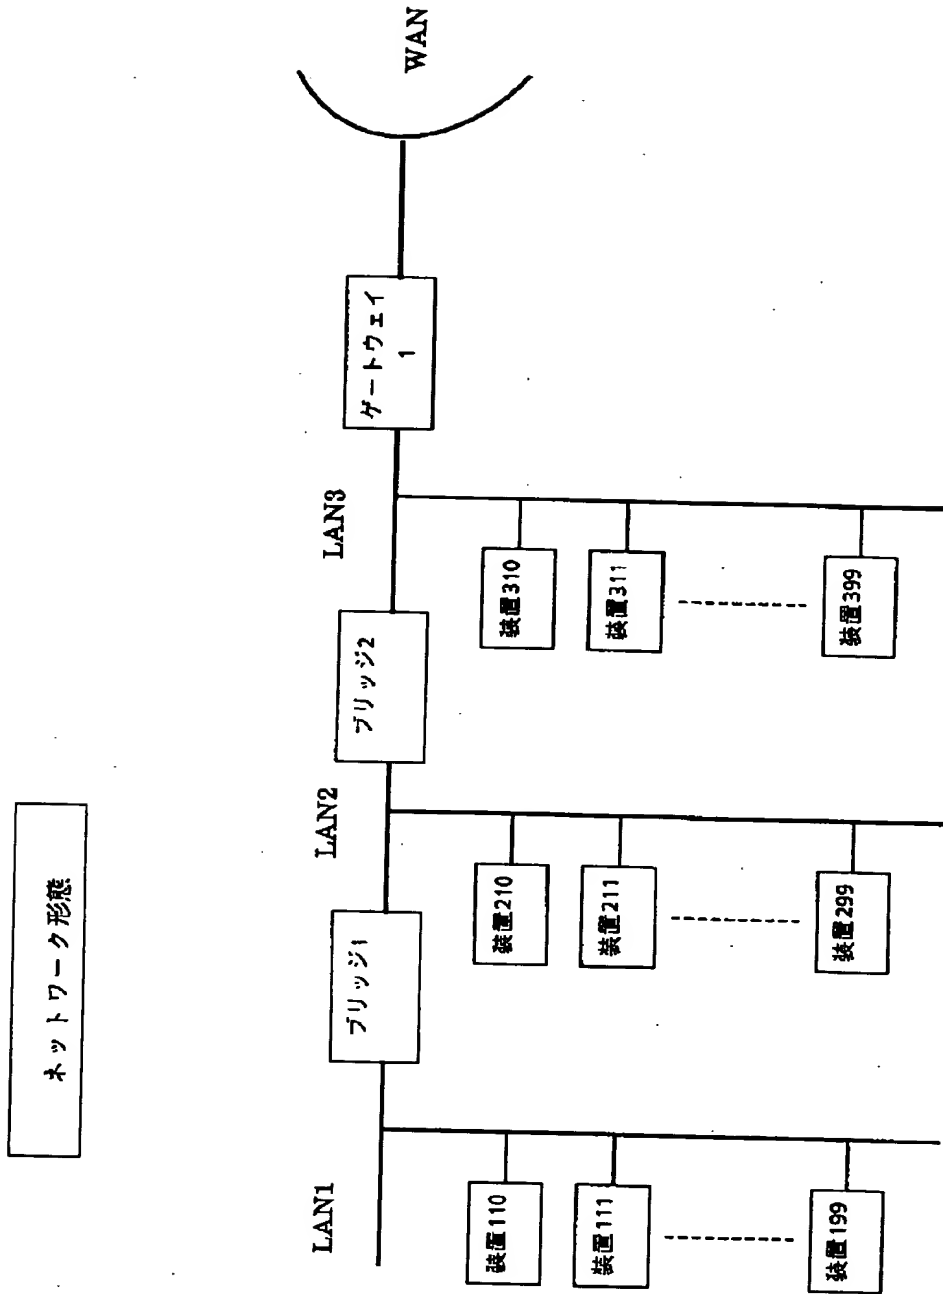 ネットワーク形態
LAN1
LAN2
LAN3
ブリッジ1
ブリッジ2
ゲートウェイ
1
WAN
装置110
装置210
装置310
装置111
装置211
装置311
装置199
装置299
装置399